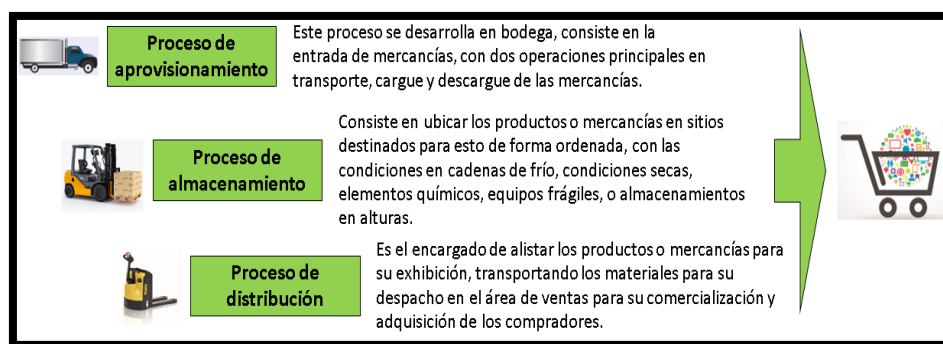 Proceso de
aprovisionamiento
Este proceso se desarrolla en bodega, consiste en la
entrada de mercancías, con dos operaciones principales en
transporte, cargue y descargue de las mercancías.
Proceso de
almacenamiento
Consiste en ubicar los productos o mercancías en sitios
destinados para esto de forma ordenada, con las
condiciones en cadenas de frío, condiciones secas,
elementos químicos, equipos frágiles, o almacenamientos
en alturas.
Proceso de
distribución
Es el encargado de alistar los productos o mercancías para
su exhibición, transportando los materiales para su
despacho en el área de ventas para su comercialización y
adquisición de los compradores.